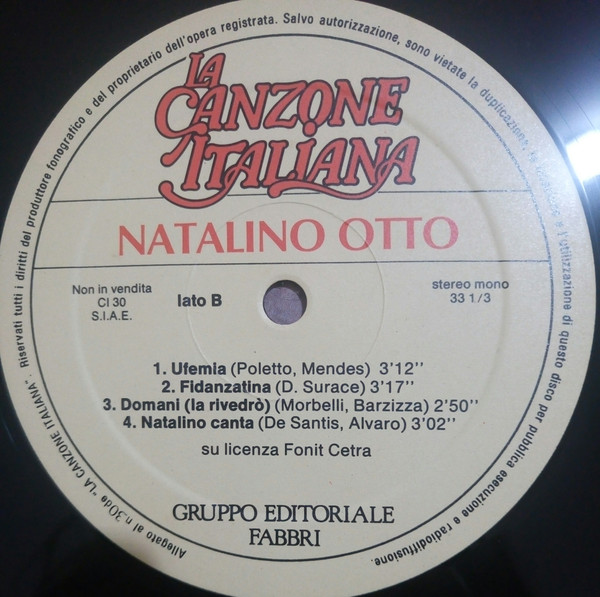 LA
CANZONE
ITALIANA
NATALINO OTTO
Non in vendita
CI 30
S.I.A.E.
lato B
stereo mono
33 1/3
1. Ufemia (Poletto, Mendes) 3'12''
2. Fidanzatina (D. Surace) 3'17''
3. Domani (la rivedrò) (Morbelli, Barzizza) 2'50''
4. Natalino canta (De Santis, Alvaro) 3'02''
su licenza Fonit Cetra
GRUPPO EDITORIALE
FABBRI
Allegato al n.30 de "LA CANZONE ITALIANA". Riservati tutti i diritti del produttore fonografico e del proprietario dell'opera registrata. Salvo autorizzazione, sono vietate la duplicazione, e l'utilizzazione di questo disco per pubblica esecuzione e radiodiffusione.